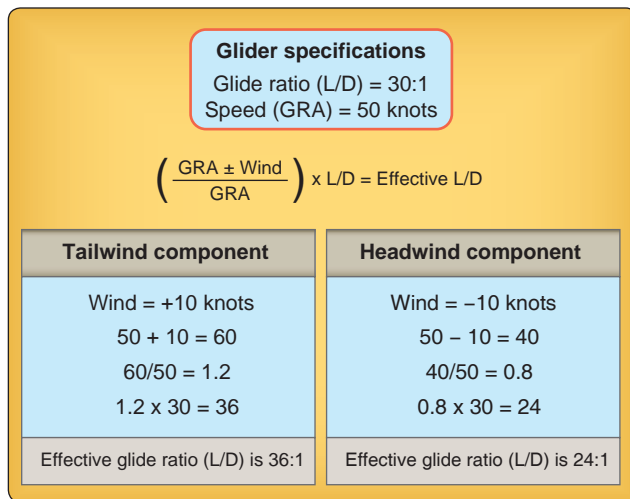 Glider specifications
Glide ratio (L/D) = 30:1
Speed (GRA) = 50 knots
( GRA ± Wind / GRA ) x L/D = Effective L/D
Tailwind component
Wind = +10 knots
50 + 10 = 60
60/50 = 1.2
1.2 x 30 = 36
Effective glide ratio (L/D) is 36:1
Headwind component
Wind = −10 knots
50 − 10 = 40
40/50 = 0.8
0.8 x 30 = 24
Effective glide ratio (L/D) is 24:1